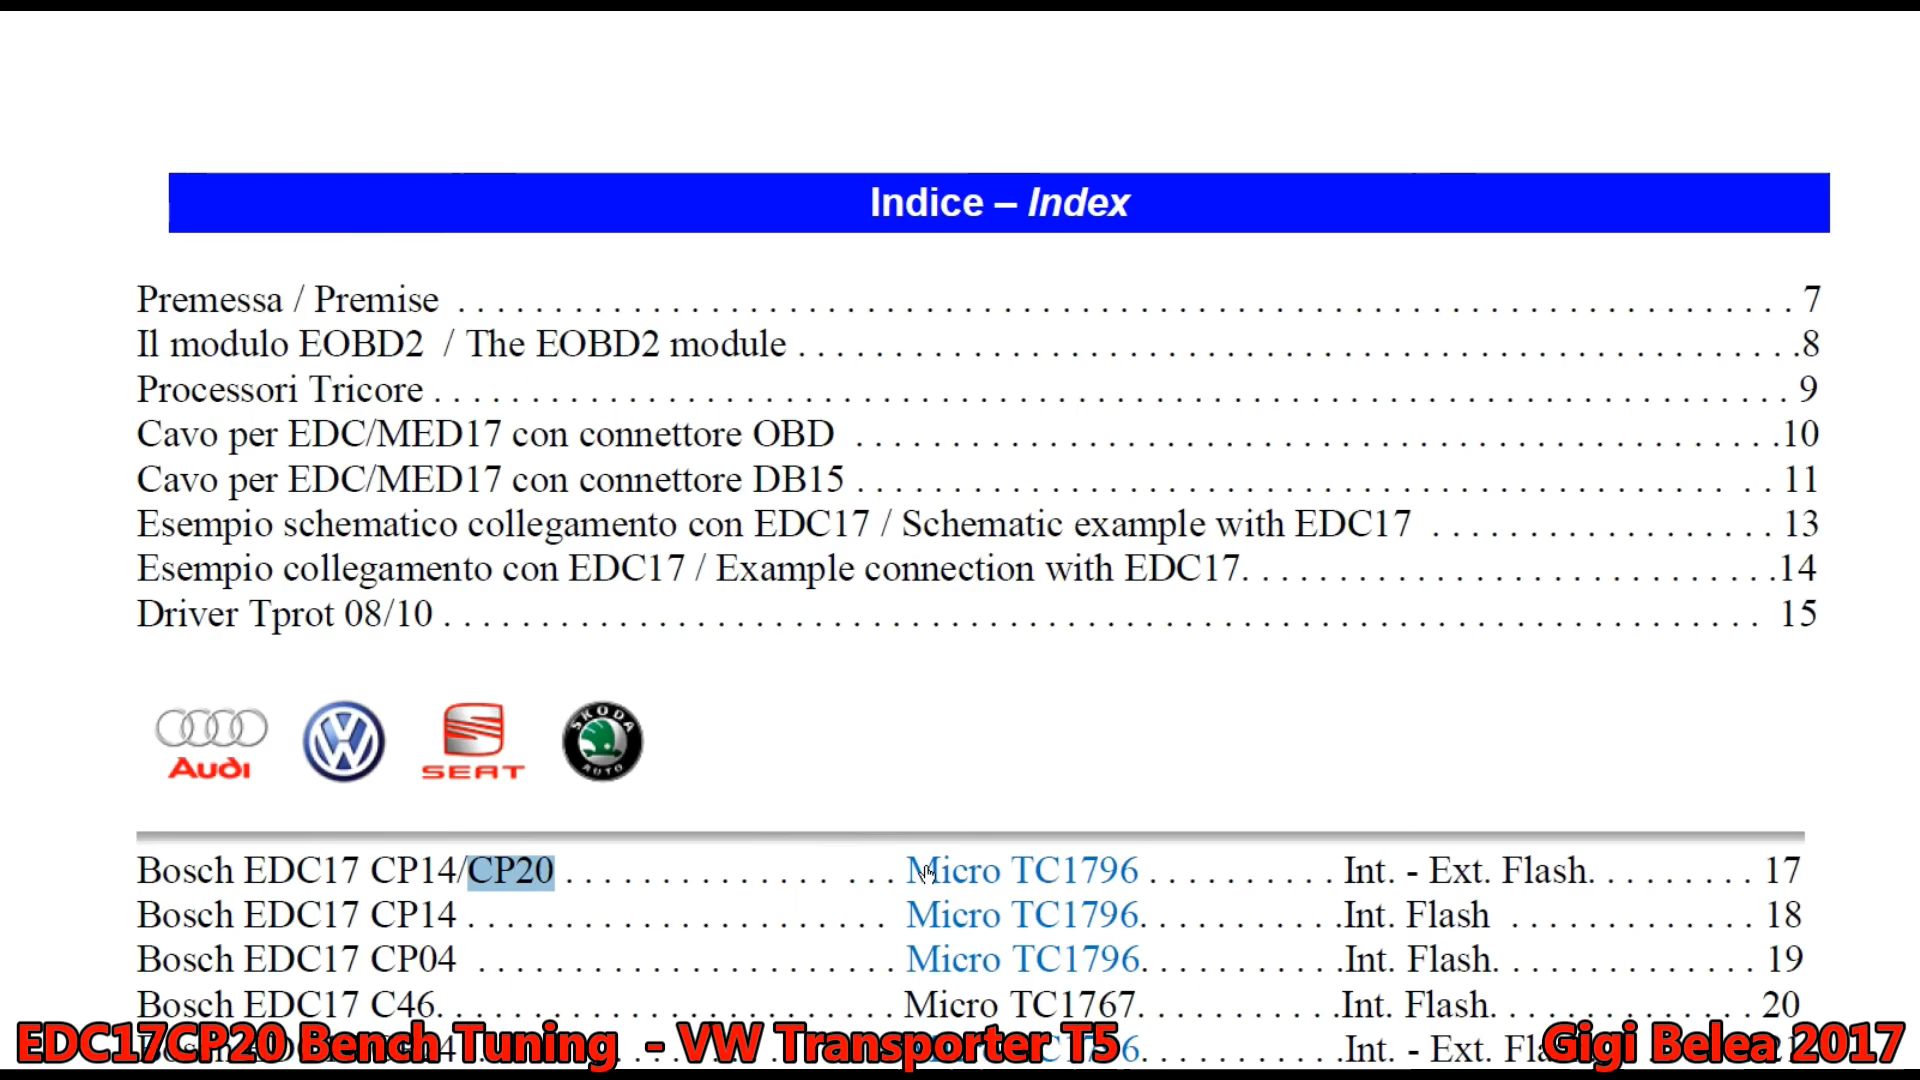 Indice – Index
Premessa / Premise . . . . . . . . . . . . . . . . . . . . . . . . . . . . . . . . . . . . . . . . 7
Il modulo EOBD2 / The EOBD2 module . . . . . . . . . . . . . . . . . . . . . . . . . .8
Processori Tricore . . . . . . . . . . . . . . . . . . . . . . . . . . . . . . . . . . . . . . . . 9
Cavo per EDC/MED17 con connettore OBD . . . . . . . . . . . . . . . . . . . . . . . .10
Cavo per EDC/MED17 con connettore DB15 . . . . . . . . . . . . . . . . . . . . . . . 11
Esempio schematico collegamento con EDC17 / Schematic example with EDC17 . . . . . . . . . . 13
Esempio collegamento con EDC17 / Example connection with EDC17. . . . . . . . . . . . . . .14
Driver Tprot 08/10 . . . . . . . . . . . . . . . . . . . . . . . . . . . . . . . . . . . . . . . 15
Audi SEAT SKODA AUTO
Bosch EDC17 CP14/CP20 . . . . . . . . . . . . . . . . Micro TC1796 . . . . . . . . . . Int. - Ext. Flash. . . . . . . . . 17
Bosch EDC17 CP14 . . . . . . . . . . . . . . . . . . . . . Micro TC1796. . . . . . . . . . .Int. Flash . . . . . . . . . . . . . 18
Bosch EDC17 CP04 . . . . . . . . . . . . . . . . . . . . . Micro TC1796. . . . . . . . . . .Int. Flash. . . . . . . . . . . . . . 19
Bosch EDC17 C46. . . . . . . . . . . . . . . . . . . . . . . Micro TC1767. . . . . . . . . . .Int. Flash. . . . . . . . . . . . . . 20
Int. - Ext.
EDC17CP20 Bench Tuning - VW Transporter T5
Gigi Belea 2017